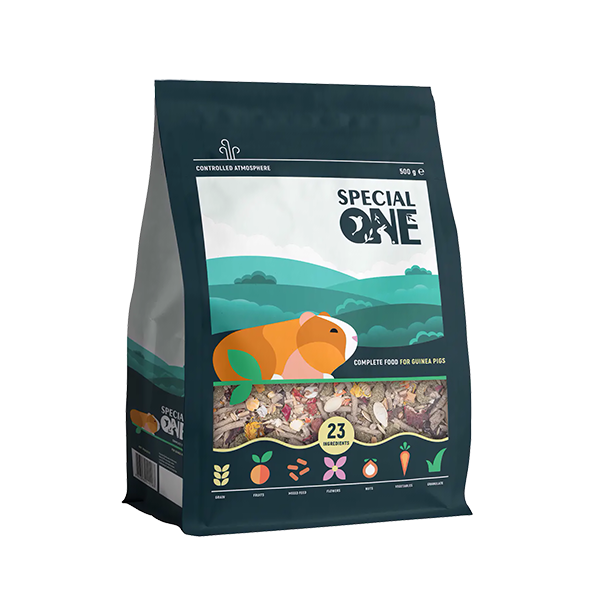 CONTROLLED ATMOSPHERE
500 g ℮
SPECIAL
ONE
COMPLETE FOOD FOR GUINEA PIGS
23
INGREDIENTS
GRAIN
FRUITS
MIXED FEED
FLOWERS
NUTS
VEGETABLES
GRANULATE
SPECIAL
ONE